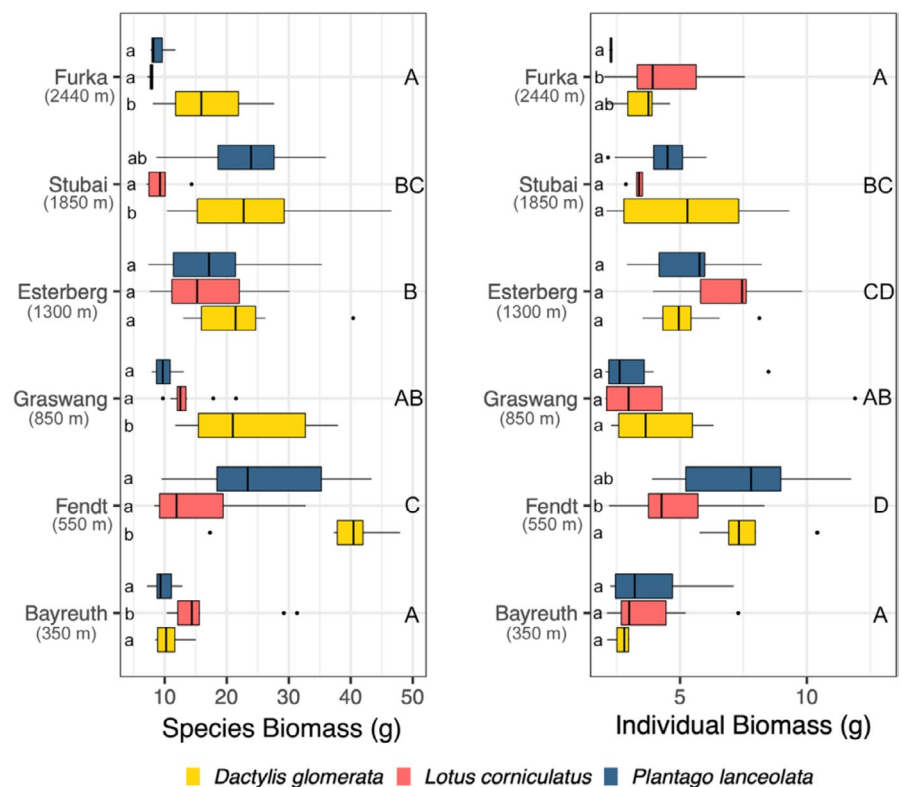 a
Furka a A
(2440 m) b
ab
Stubai a BC
(1850 m) b
a
Esterberg a B
(1300 m) a
a
Graswang a AB
(850 m) b
a
Fendt a C
(550 m) b
a
Bayreuth b A
(350 m) a
10 20 30 40 50
Species Biomass (g)
a
Furka b A
(2440 m) ab
a
Stubai a BC
(1850 m) a
a
Esterberg a CD
(1300 m) a
a
Graswang a AB
(850 m) a
ab
Fendt b D
(550 m) a
a
Bayreuth a A
(350 m) a
5 10
Individual Biomass (g)
Dactylis glomerata Lotus corniculatus Plantago lanceolata